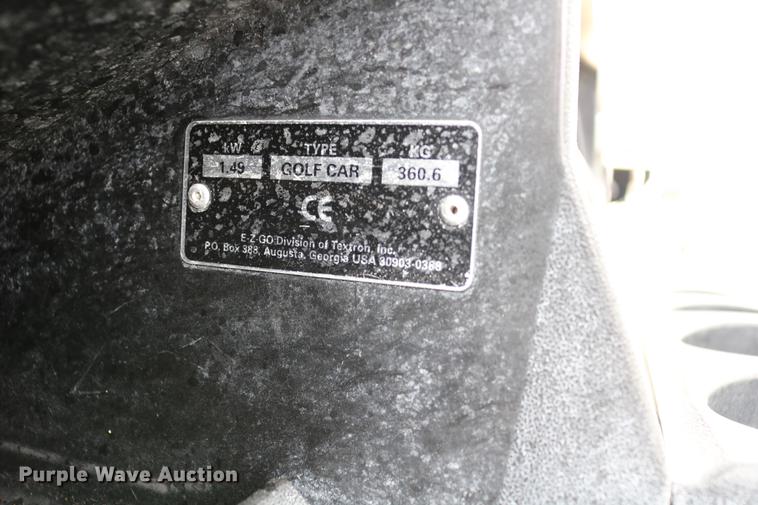 kW TYPE KG
1.49 GOLF CAR 360.6
CE
E-Z-GO Division of Textron, Inc.
P.O. Box 388, Augusta, Georgia USA 30903-0388
Purple Wave Auction